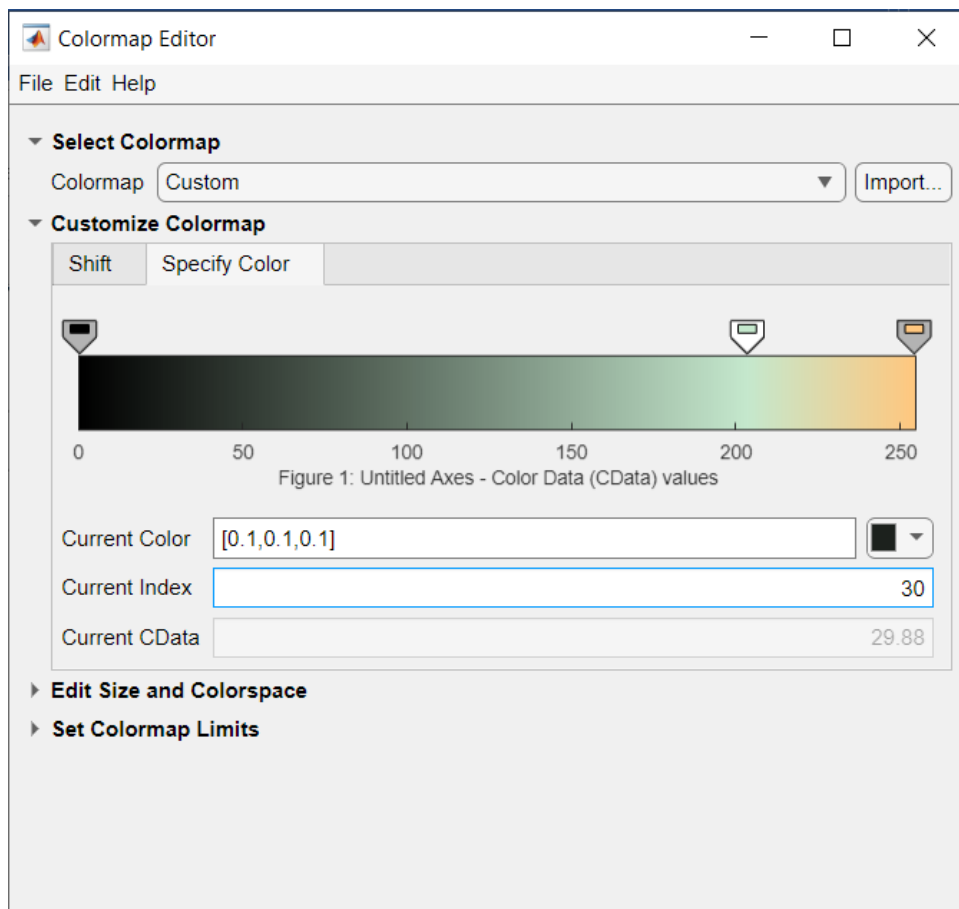 Colormap Editor
File Edit Help
Select Colormap
Colormap Custom Import...
Customize Colormap
Shift Specify Color
0 50 100 150 200 250
Figure 1: Untitled Axes - Color Data (CData) values
Current Color [0.1,0.1,0.1]
Current Index 30
Current CData 29.88
Edit Size and Colorspace
Set Colormap Limits